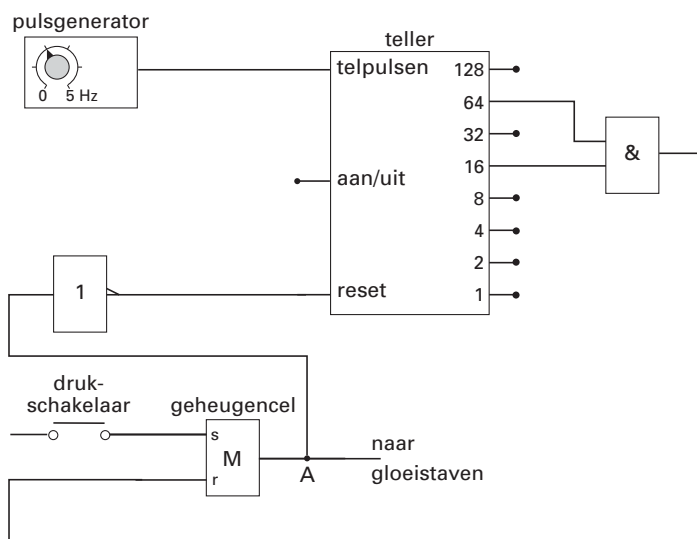 pulsgenerator
0 5 Hz
teller
telpulsen
128
64
32
aan/uit
16
8
4
2
reset
1
&
1
druk-
schakelaar
geheugencel
s
M
r
A
naar
gloeistaven